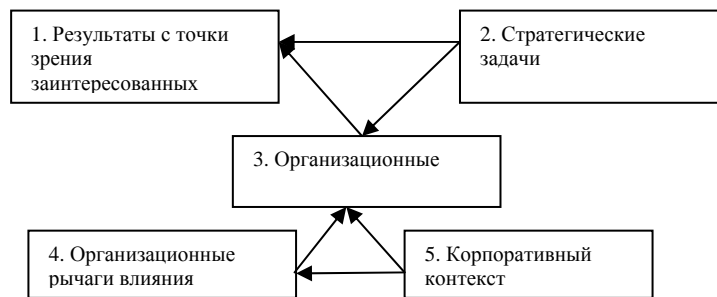 1. Результаты с точки
зрения
заинтересованных
2. Стратегические
задачи
3. Организационные
4. Организационные
рычаги влияния
5. Корпоративный
контекст